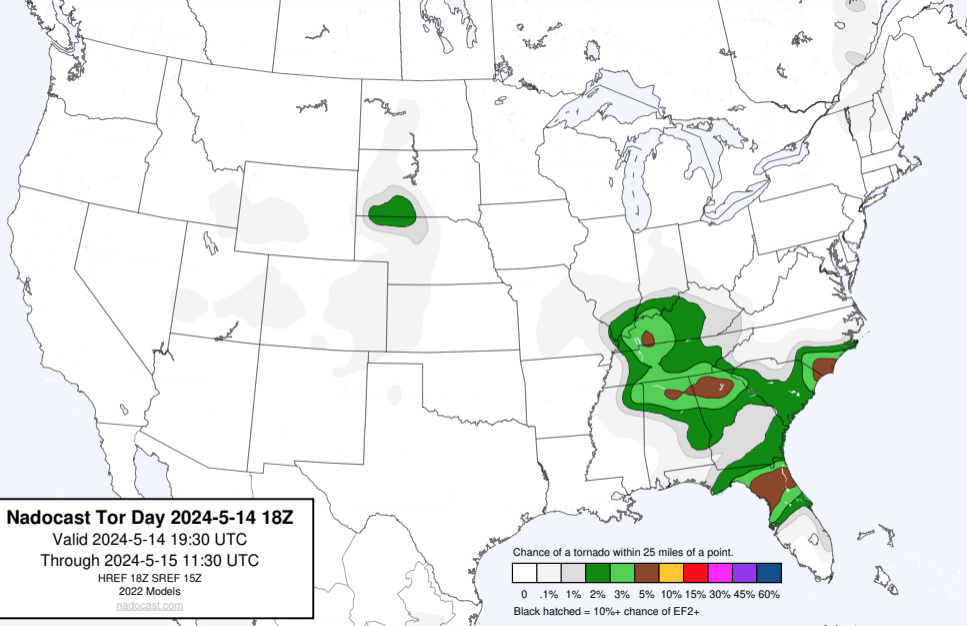 Nadocast Tor Day 2024-5-14 18Z
Valid 2024-5-14 19:30 UTC
Through 2024-5-15 11:30 UTC
HREF 18Z SREF 15Z
2022 Models
nadocast.com
Chance of a tornado within 25 miles of a point.
0 .1% 1% 2% 3% 5% 10% 15% 30% 45% 60%
Black hatched = 10%+ chance of EF2+